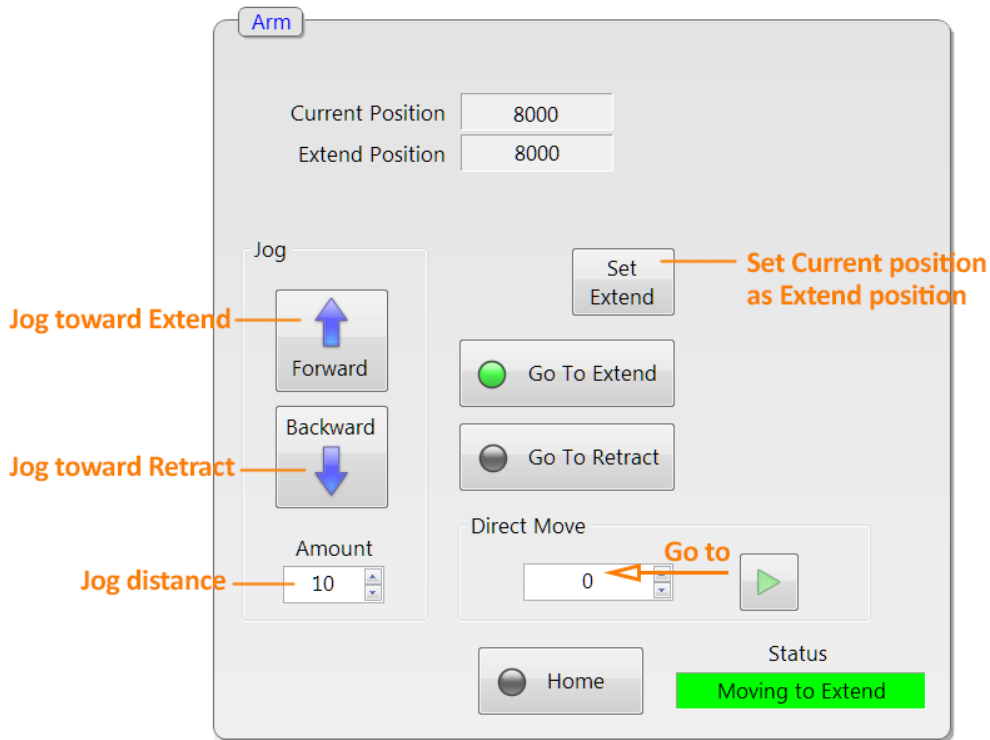 Arm
Current Position 8000
Extend Position 8000
Jog
Set
Extend
Set Current position
as Extend position
Jog toward Extend
Forward
Go To Extend
Backward
Jog toward Retract
Go To Retract
Direct Move
Amount
Go to
Jog distance
10
0
Home
Status
Moving to Extend